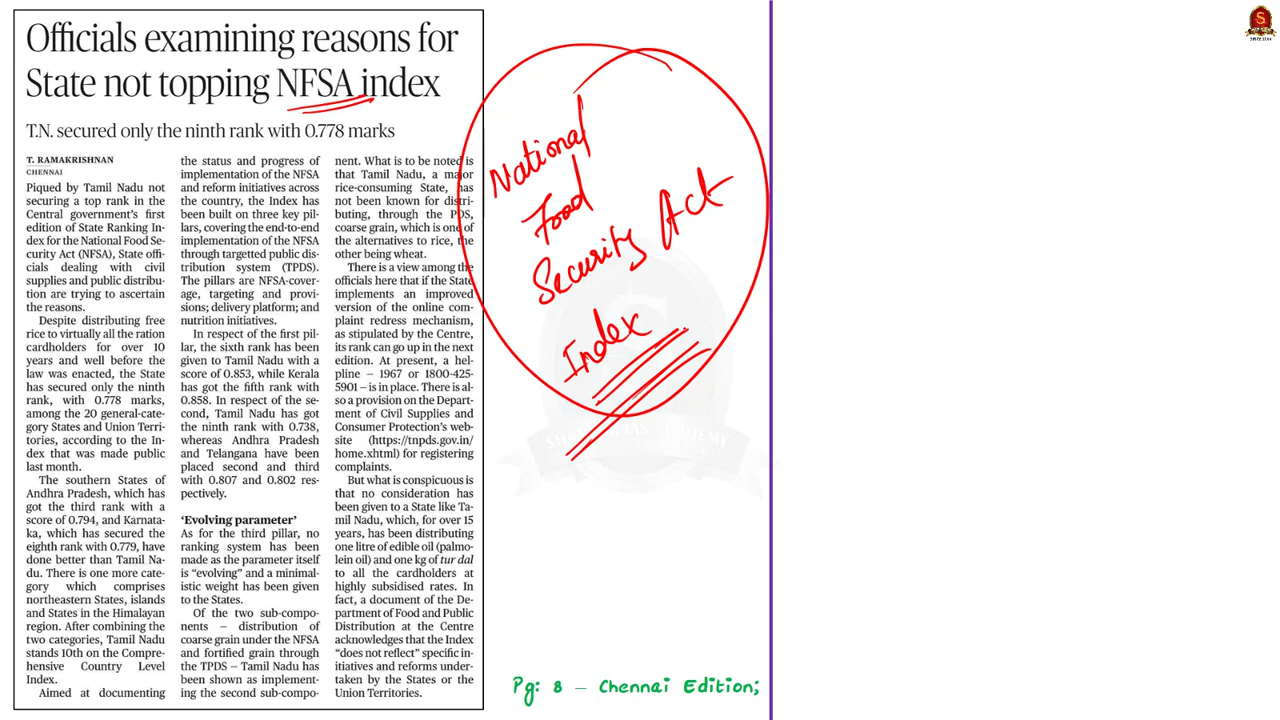 Officials examining reasons for
State not topping NFSA index
T.N. secured only the ninth rank with 0.778 marks
T. RAMAKRISHNAN
CHENNAI
Piqued by Tamil Nadu not
securing a top rank in the
Central government's first
edition of State Ranking In-
dex for the National Food Se-
curity Act (NFSA), State offi-
cials dealing with civil
supplies and public distribu-
tion are trying to ascertain
the reasons.
Despite distributing free
rice to virtually all the ration
cardholders for over 10
years and well before the
law was enacted, the State
has secured only the ninth
rank, with 0.778 marks,
among the 20 general-cate-
gory States and Union Terri-
tories, according to the In-
dex that was made public
last month.
The southern States of
Andhra Pradesh, which has
got the third rank with a
score of 0.794, and Karnata-
ka, which has secured the
eighth rank with 0.779, have
done better than Tamil Na-
du. There is one more cate-
gory which comprises
northeastern States, islands
and States in the Himalayan
region. After combining the
two categories, Tamil Nadu
stands 10th on the Compre-
hensive Country Level
Index.
Aimed at documenting
the status and progress of
implementation of the NFSA
and reform initiatives across
the country, the Index has
been built on three key pil-
lars, covering the end-to-end
implementation of the NFSA
through targetted public dis-
tribution system (TPDS).
The pillars are NFSA-cover-
age, targeting and provi-
sions; delivery platform; and
nutrition initiatives.
In respect of the first pil-
lar, the sixth rank has been
given to Tamil Nadu with a
score of 0.853, while Kerala
has got the fifth rank with
0.858. In respect of the se-
cond, Tamil Nadu has got
the ninth rank with 0.738,
whereas Andhra Pradesh
and Telangana have been
placed second and third
with 0.807 and 0.802 res-
pectively.
'Evolving parameter'
As for the third pillar, no
ranking system has been
made as the parameter itself
is "evolving" and a minimal-
istic weight has been given
to the States.
Of the two sub-compo-
nents – distribution of
coarse grain under the NFSA
and fortified grain through
the TPDS – Tamil Nadu has
been shown as implement-
ing the second sub-compo-
nent. What is to be noted is
that Tamil Nadu, a major
rice-consuming State, has
not been known for distri-
buting, through the PDS,
coarse grain, which is one of
the alternatives to rice, the
other being wheat.
There is a view among the
officials here that if the State
implements an improved
version of the online com-
plaint redress mechanism,
as stipulated by the Centre,
its rank can go up in the next
edition. At present, a hel-
pline – 1967 or 1800-425-
5901 – is in place. There is al-
so a provision on the Depart-
ment of Civil Supplies and
Consumer Protection's web-
site (https://tnpds.gov.in/
home.xhtml) for registering
complaints.
But what is conspicuous is
that no consideration has
been given to a State like Ta-
mil Nadu, which, for over 15
years, has been distributing
one litre of edible oil (palmo-
lein oil) and one kg of tur dal
to all the cardholders at
highly subsidised rates. In
fact, a document of the De-
partment of Food and Public
Distribution at the Centre
acknowledges that the Index
"does not reflect" specific in-
itiatives and reforms under-
taken by the States or the
Union Territories.
National
Food
Security Act
Index
Pg: 8 – Chennai Edition;